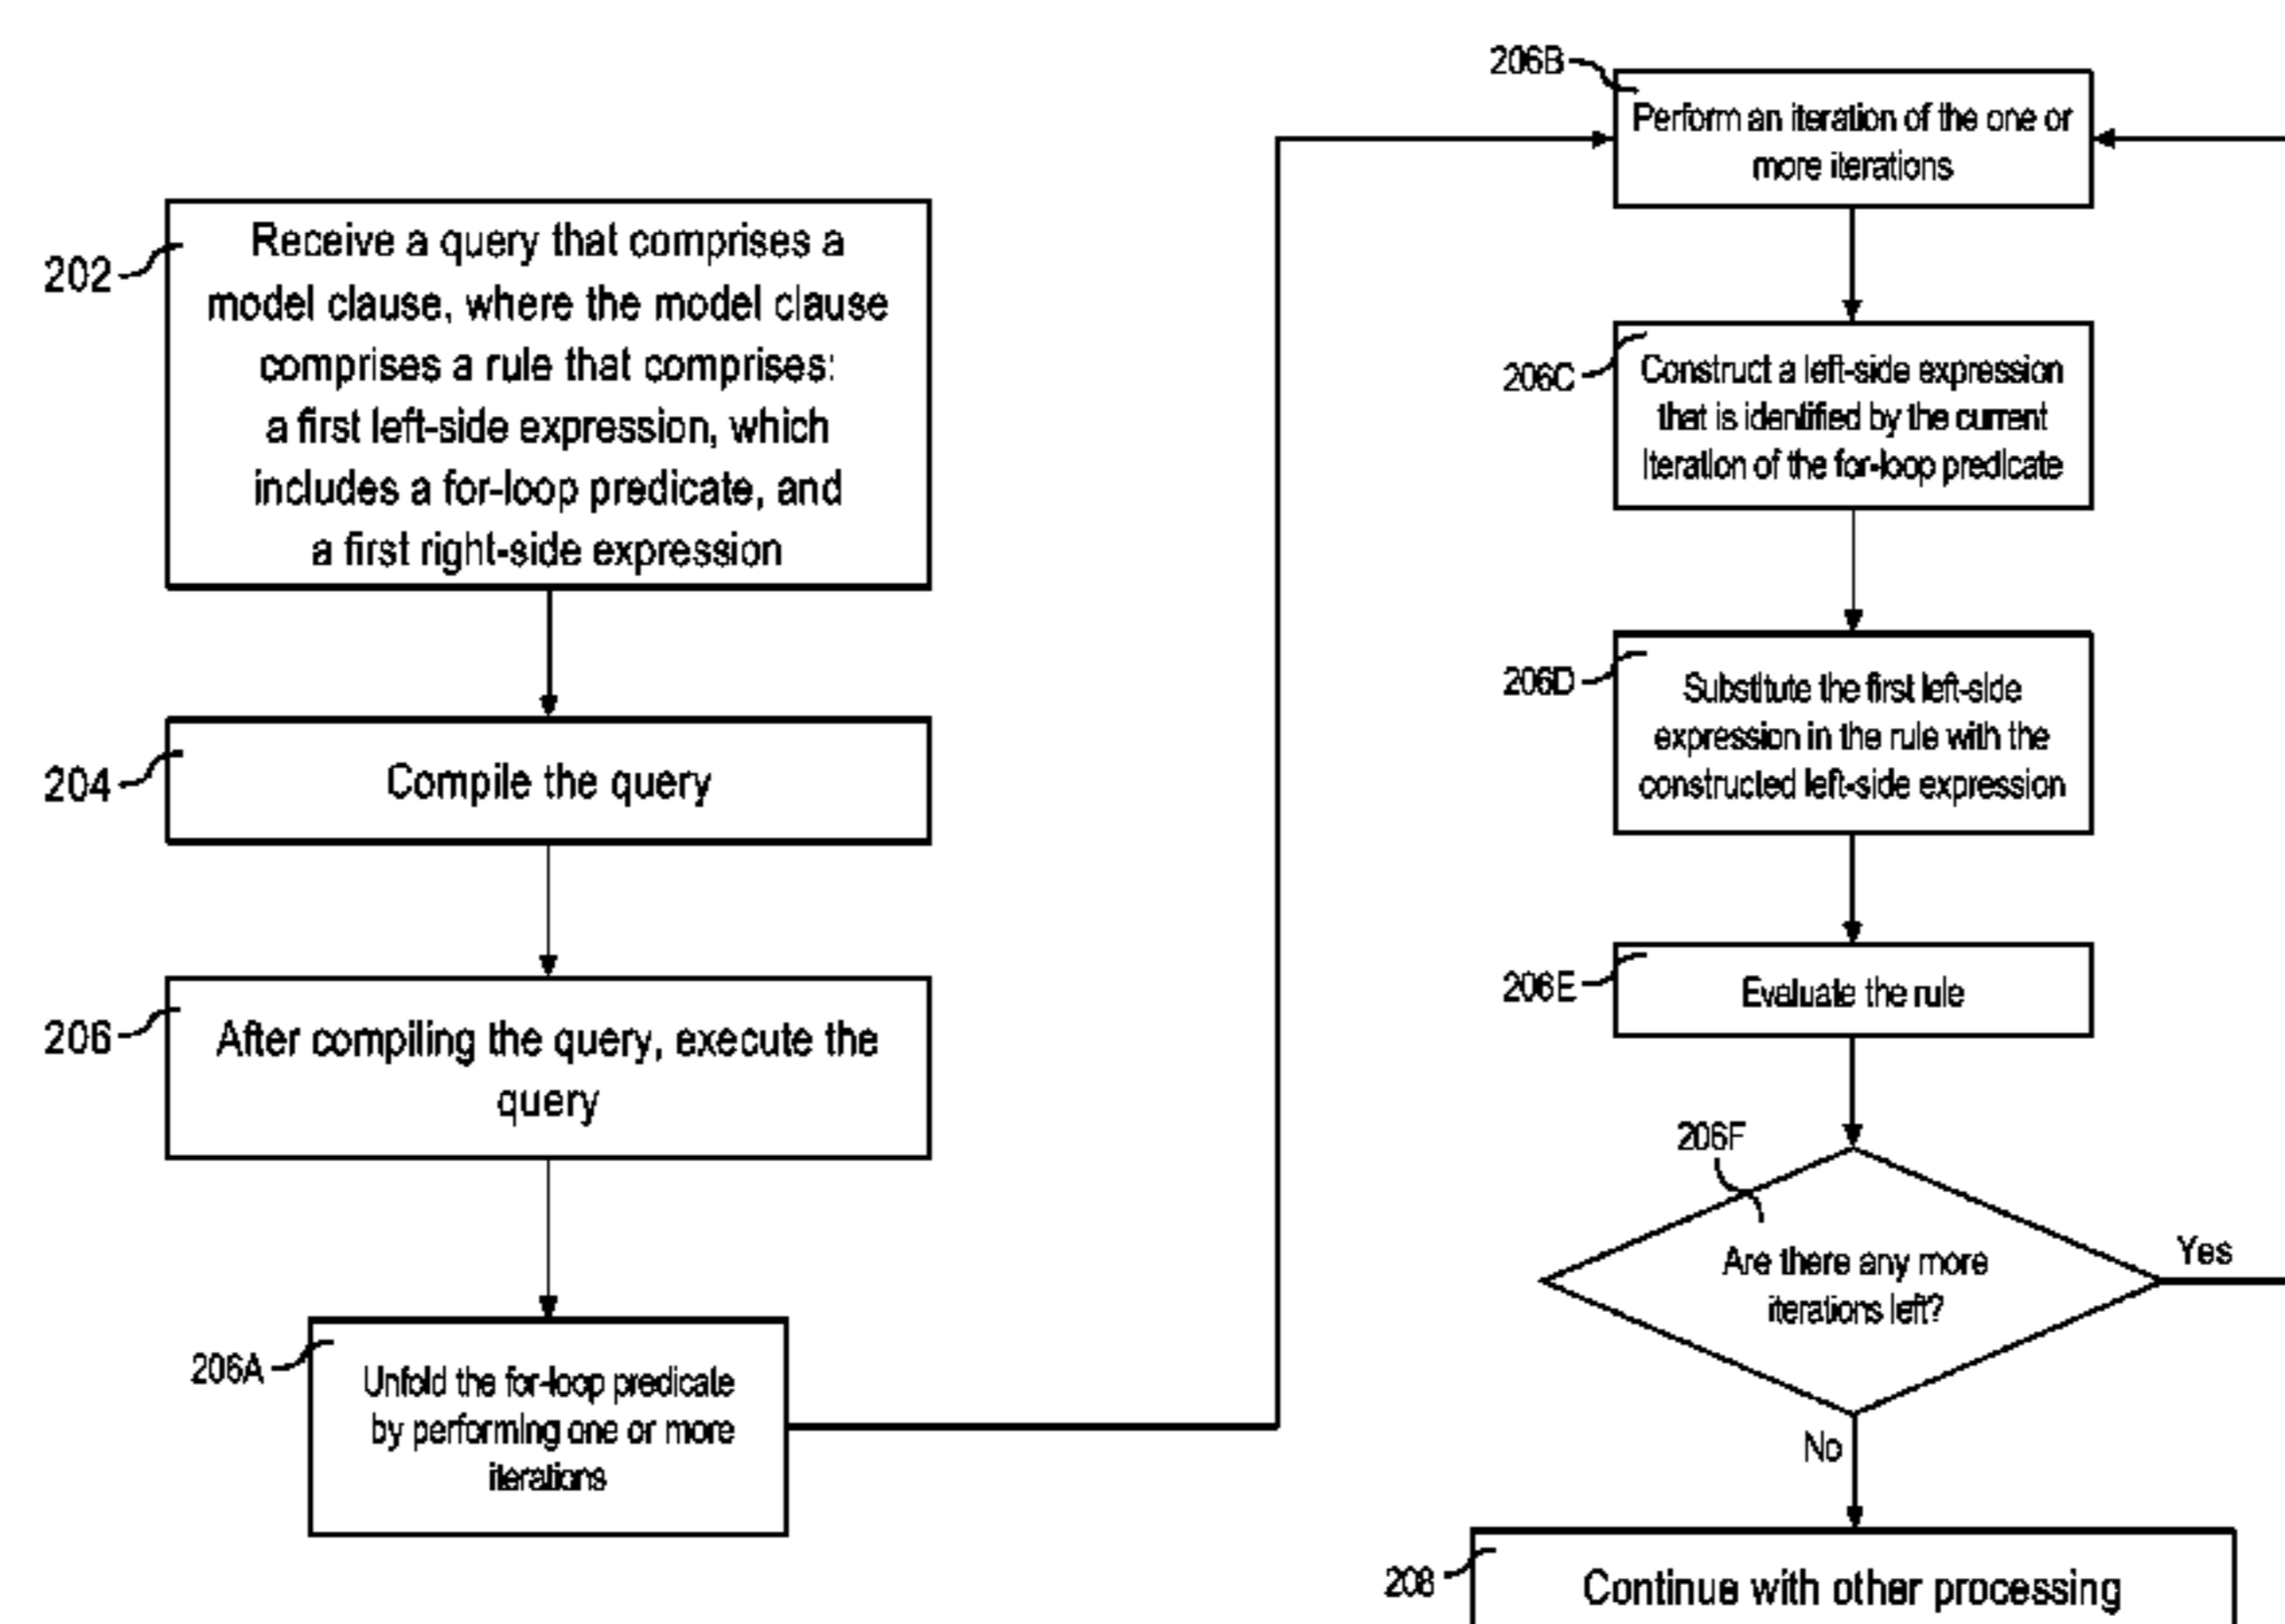 202
Receive a query that comprises a
model clause, where the model clause
comprises a rule that comprises:
a first left-side expression, which
includes a for-loop predicate, and
a first right-side expression
204
Compile the query
206
After compiling the query, execute the
query
206A
Unfold the for-loop predicate
by performing one or more
iterations
206B
Perform an iteration of the one or
more iterations
206C
Construct a left-side expression
that is identified by the current
iteration of the for-loop predicate
206D
Substitute the first left-side
expression in the rule with the
constructed left-side expression
206E
Evaluate the rule
206F
Are there any more
iterations left?
Yes
No
208
Continue with other processing